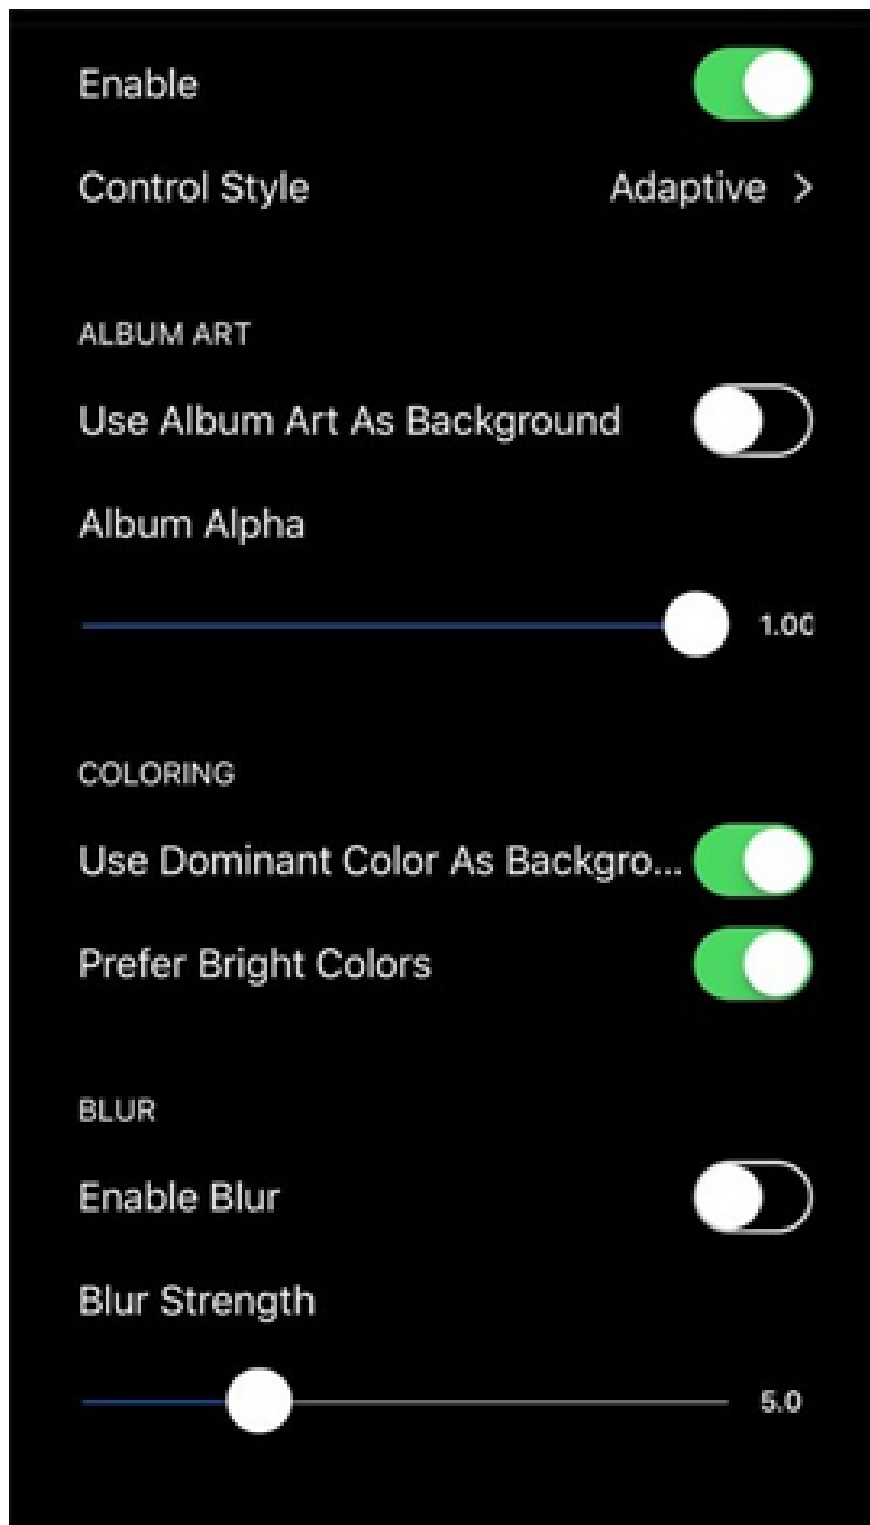 Enable
Control Style Adaptive >
ALBUM ART
Use Album Art As Background
Album Alpha
1.00
COLORING
Use Dominant Color As Backgro...
Prefer Bright Colors
BLUR
Enable Blur
Blur Strength
5.0